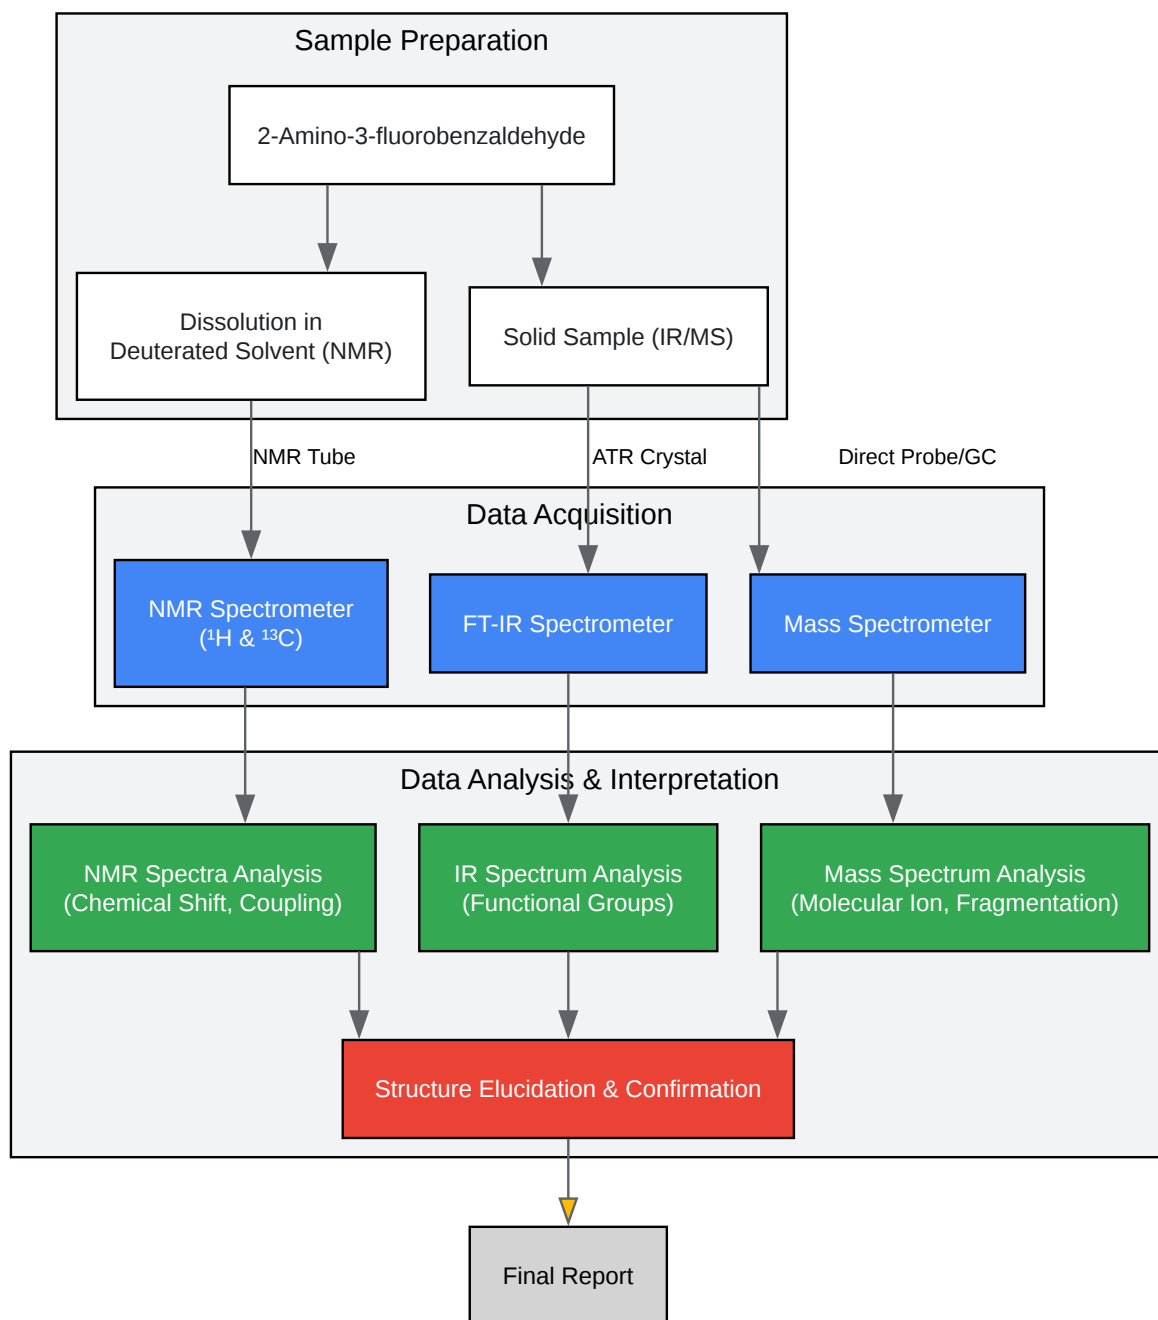 Sample Preparation
2-Amino-3-fluorobenzaldehyde
Dissolution in
Deuterated Solvent (NMR)
Solid Sample (IR/MS)
NMR Tube
ATR Crystal
Direct Probe/GC
Data Acquisition
NMR Spectrometer
(¹H & ¹³C)
FT-IR Spectrometer
Mass Spectrometer
Data Analysis & Interpretation
NMR Spectra Analysis
(Chemical Shift, Coupling)
IR Spectrum Analysis
(Functional Groups)
Mass Spectrum Analysis
(Molecular Ion, Fragmentation)
Structure Elucidation & Confirmation
Final Report